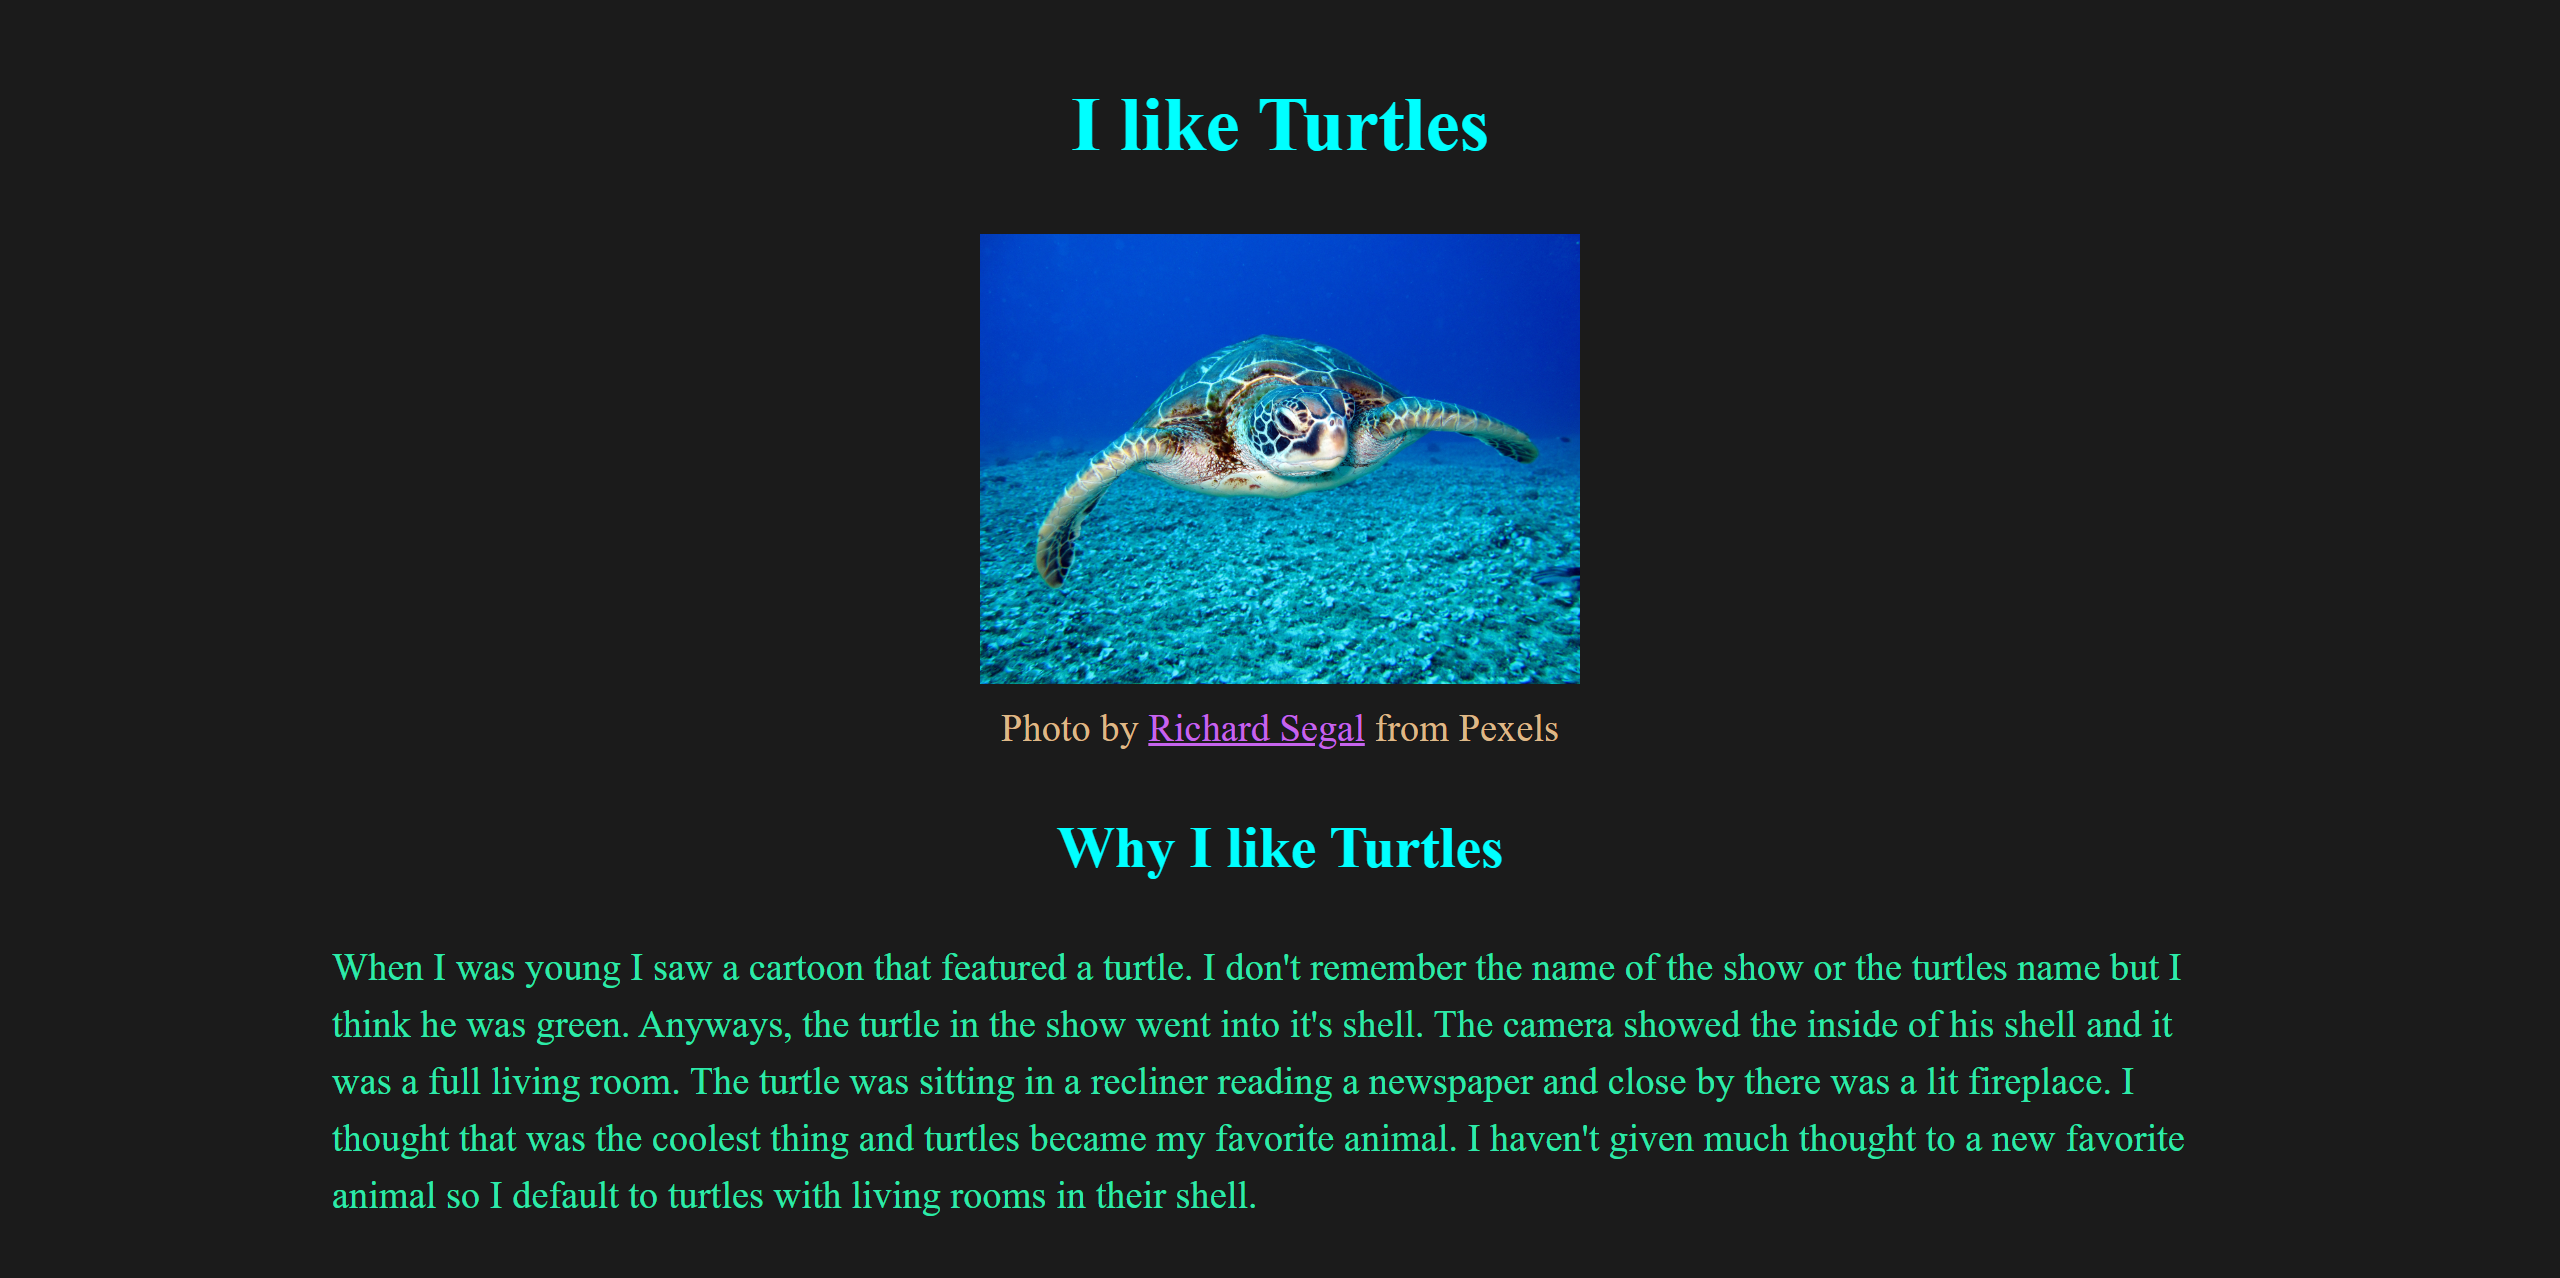 I like Turtles
Photo by Richard Segal from Pexels
Why I like Turtles
When I was young I saw a cartoon that featured a turtle. I don't remember the name of the show or the turtles name but I
think he was green. Anyways, the turtle in the show went into it's shell. The camera showed the inside of his shell and it
was a full living room. The turtle was sitting in a recliner reading a newspaper and close by there was a lit fireplace. I
thought that was the coolest thing and turtles became my favorite animal. I haven't given much thought to a new favorite
animal so I default to turtles with living rooms in their shell.